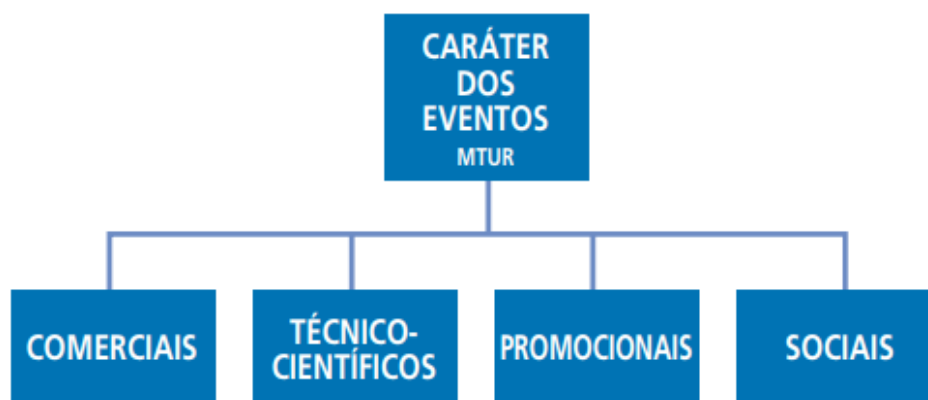 CARÁTER
DOS
EVENTOS
MTUR
COMERCIAIS
TÉCNICO-
CIENTÍFICOS
PROMOCIONAIS
SOCIAIS